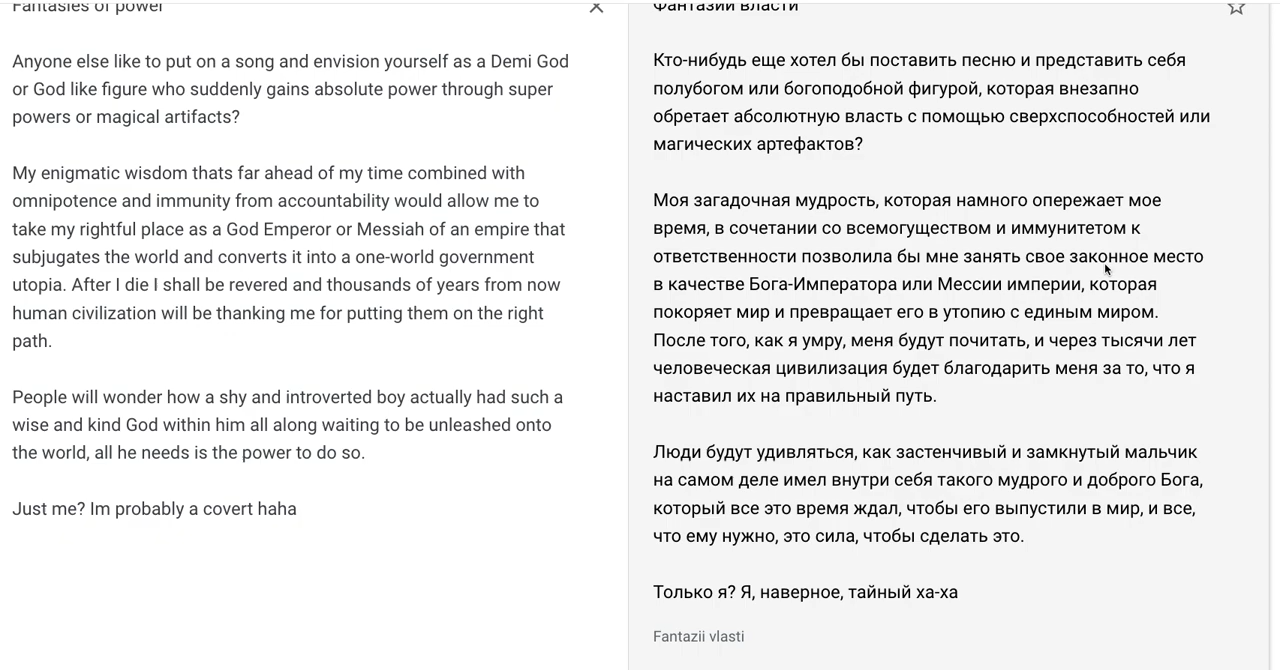 Fantasies of power
Anyone else like to put on a song and envision yourself as a Demi God
or God like figure who suddenly gains absolute power through super
powers or magical artifacts?
My enigmatic wisdom thats far ahead of my time combined with
omnipotence and immunity from accountability would allow me to
take my rightful place as a God Emperor or Messiah of an empire that
subjugates the world and converts it into a one-world government
utopia. After I die I shall be revered and thousands of years from now
human civilization will be thanking me for putting them on the right
path.
People will wonder how a shy and introverted boy actually had such a
wise and kind God within him all along waiting to be unleashed onto
the world, all he needs is the power to do so.
Just me? Im probably a covert haha
Фантазии власти
Кто-нибудь еще хотел бы поставить песню и представить себя
полубогом или богоподобной фигурой, которая внезапно
обретает абсолютную власть с помощью сверхспособностей или
магических артефактов?
Моя загадочная мудрость, которая намного опережает мое
время, в сочетании со всемогуществом и иммунитетом к
ответственности позволила бы мне занять свое законное место
в качестве Бога-Императора или Мессии империи, которая
покоряет мир и превращает его в утопию с единым миром.
После того, как я умру, меня будут почитать, и через тысячи лет
человеческая цивилизация будет благодарить меня за то, что я
наставил их на правильный путь.
Люди будут удивляться, как застенчивый и замкнутый мальчик
на самом деле имел внутри себя такого мудрого и доброго Бога,
который все это время ждал, чтобы его выпустили в мир, и все,
что ему нужно, это сила, чтобы сделать это.
Только я? Я, наверное, тайный ха-ха
Fantazii vlasti